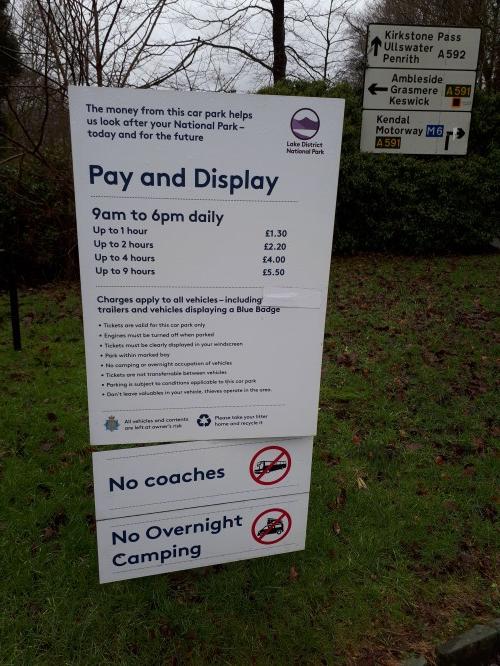 Kirkstone Pass
Ullswater
Penrith A592
Ambleside A591
Grasmere
Keswick
Kendal
Motorway M6
A591
The money from this car park helps
us look after your National Park –
today and for the future
Lake District
National Park
Pay and Display
9am to 6pm daily
Up to 1 hour £1.30
Up to 2 hours £2.20
Up to 4 hours £4.00
Up to 9 hours £5.50
Charges apply to all vehicles – including
trailers and vehicles displaying a Blue Badge
• Tickets are valid for this car park only
• Engines must be turned off when parked
• Tickets must be clearly displayed in your windscreen
• Park within marked bay
• No camping or overnight occupation of vehicles
• Tickets are not transferrable between vehicles
• Parking is subject to conditions applicable to this car park
• Don't leave valuables in your vehicle, thieves operate in the area.
All vehicles and contents
are left at owner's risk
Please take your litter
home and recycle it
No coaches
No Overnight
Camping